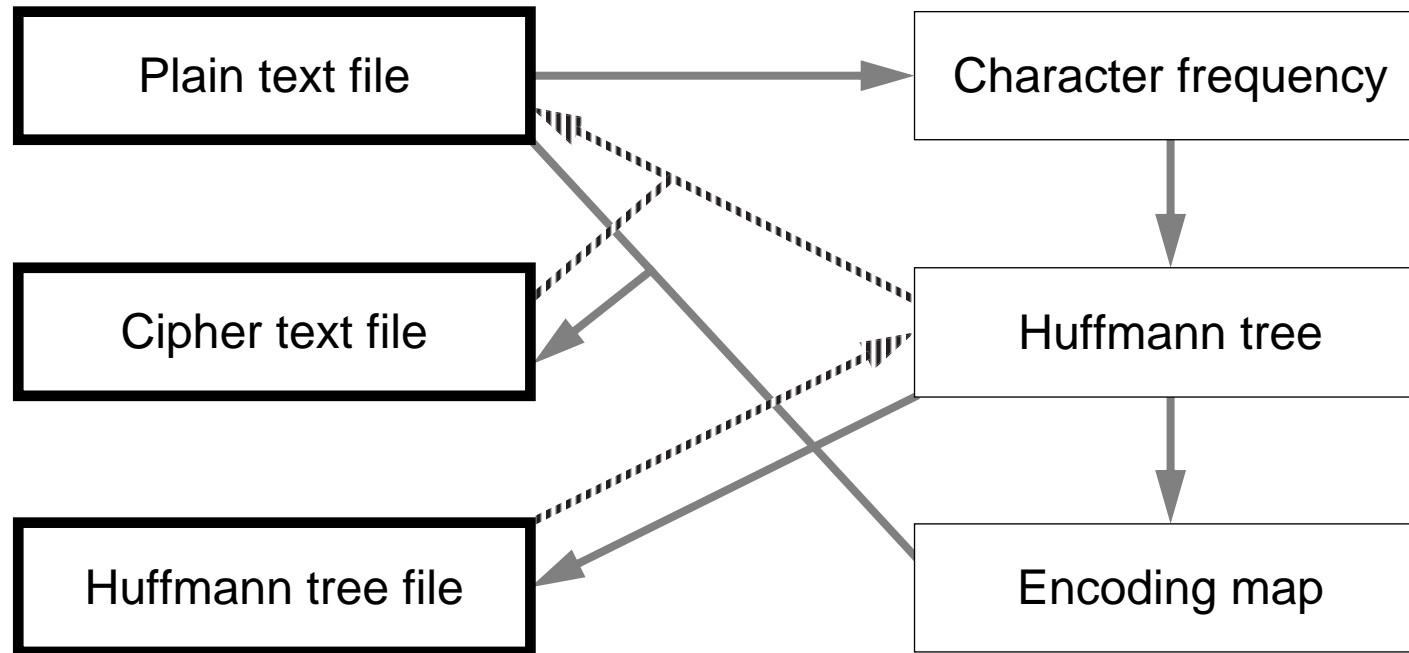 Plain text file
Character frequency
Cipher text file
Huffmann tree
Huffmann tree file
Encoding map